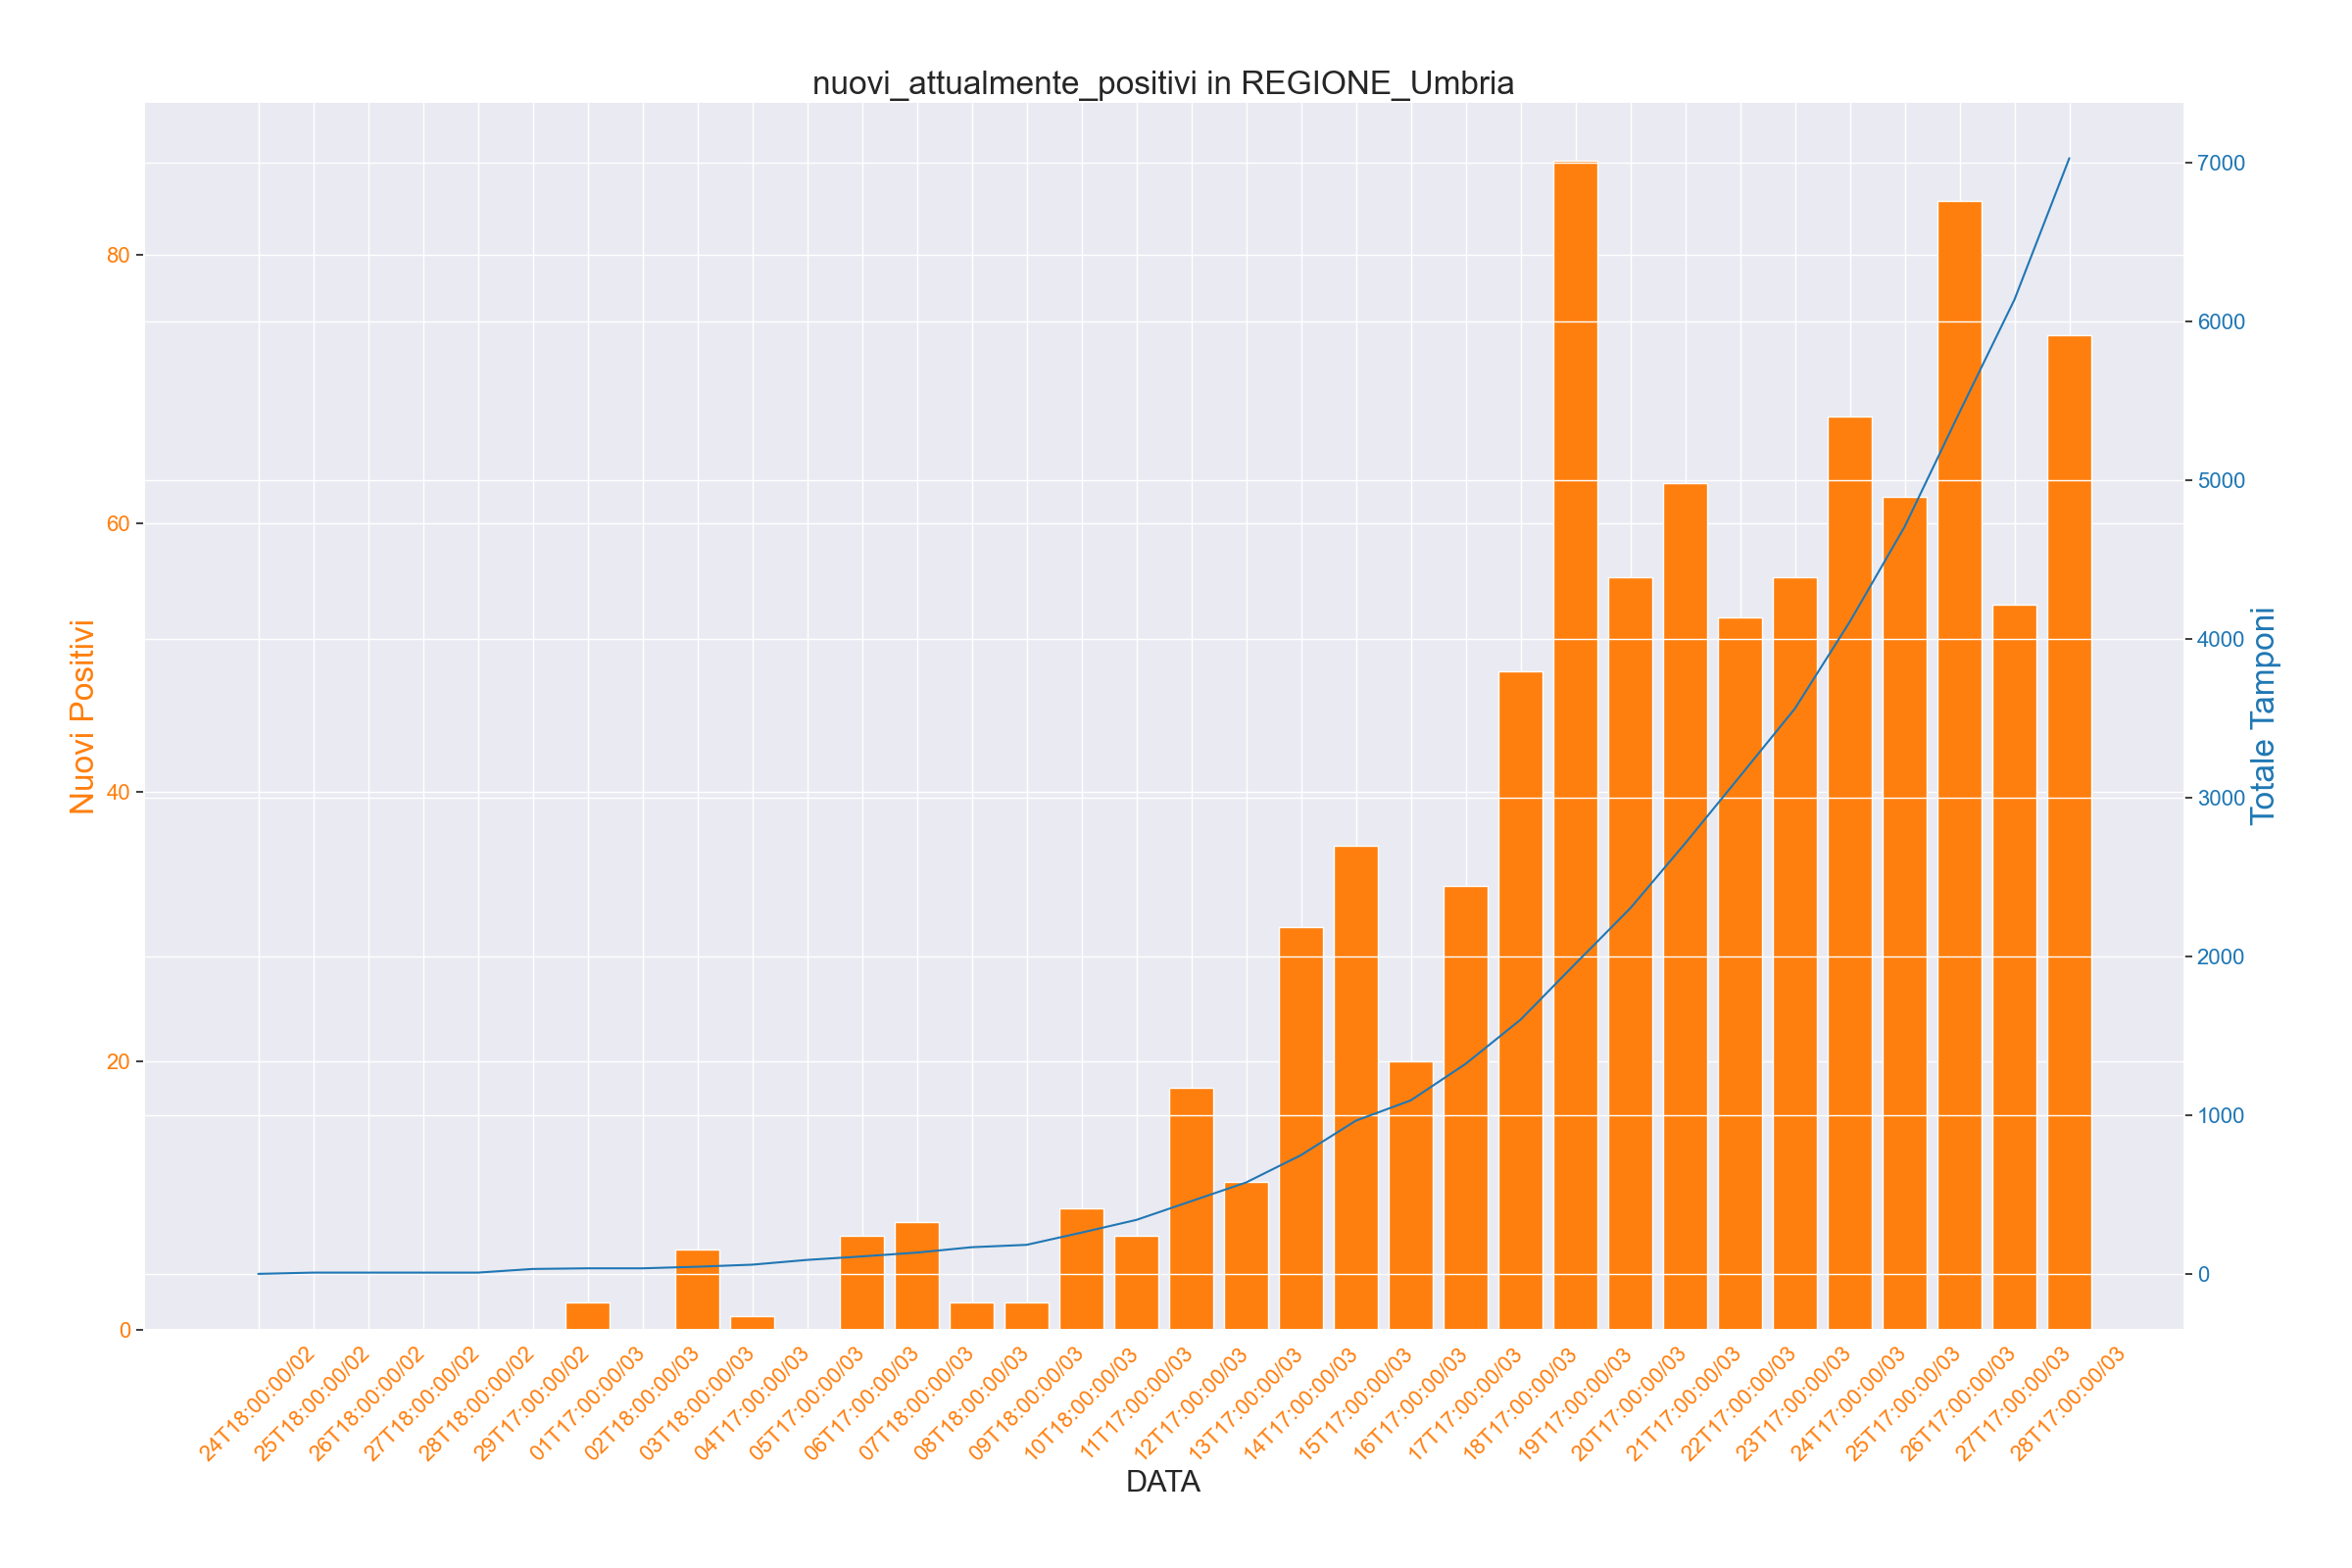 nuovi_attualmente_positivi in REGIONE_Umbria
Nuovi Positivi
80
60
40
20
0
7000
6000
5000
4000
3000
2000
1000
0
Totale Tamponi
24T18:00:00/02
25T18:00:00/02
26T18:00:00/02
27T18:00:00/02
28T18:00:00/02
29T17:00:00/02
01T17:00:00/03
02T18:00:00/03
03T18:00:00/03
04T17:00:00/03
05T17:00:00/03
06T17:00:00/03
07T18:00:00/03
08T18:00:00/03
09T18:00:00/03
10T18:00:00/03
11T17:00:00/03
12T17:00:00/03
13T17:00:00/03
14T17:00:00/03
15T17:00:00/03
16T17:00:00/03
17T17:00:00/03
18T17:00:00/03
19T17:00:00/03
20T17:00:00/03
21T17:00:00/03
22T17:00:00/03
23T17:00:00/03
24T17:00:00/03
25T17:00:00/03
26T17:00:00/03
27T17:00:00/03
28T17:00:00/03
DATA